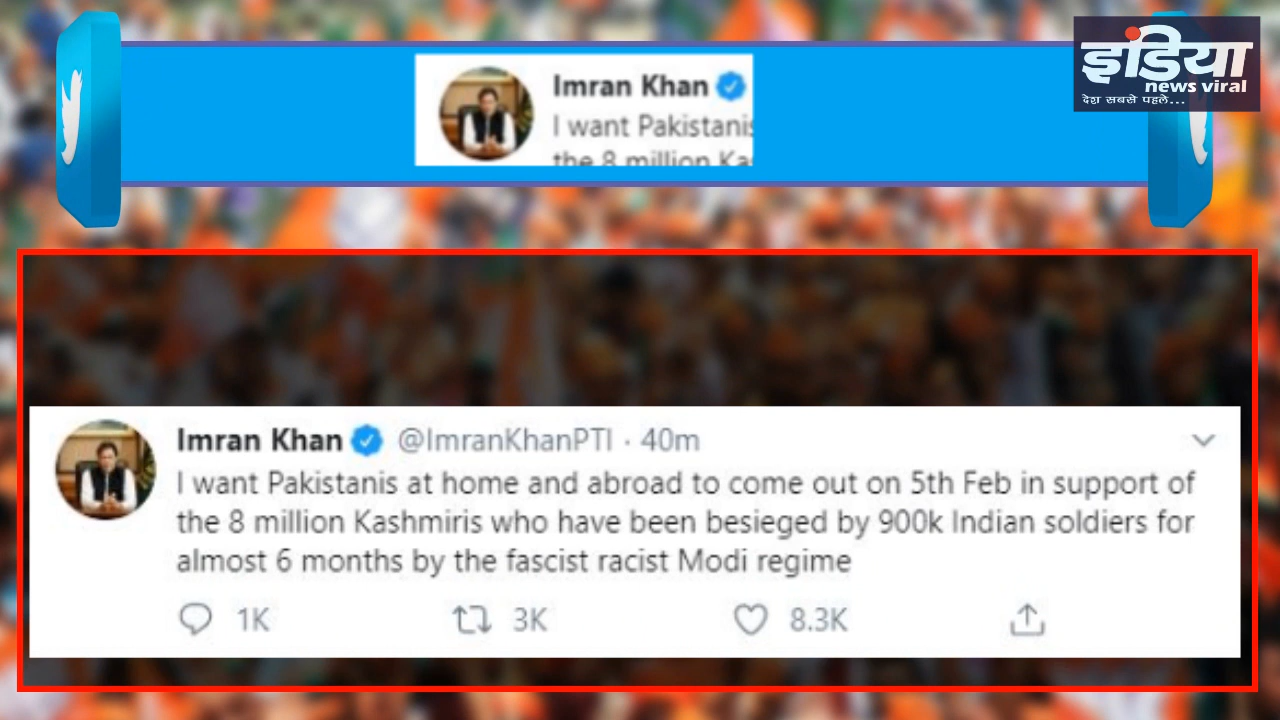 इंडिया
news viral
देश सबसे पहले...
Imran Khan
I want Pakistanis
the 8 million Ka
Imran Khan @ImranKhanPTI · 40m
I want Pakistanis at home and abroad to come out on 5th Feb in support of
the 8 million Kashmiris who have been besieged by 900k Indian soldiers for
almost 6 months by the fascist racist Modi regime
1K 3K 8.3K